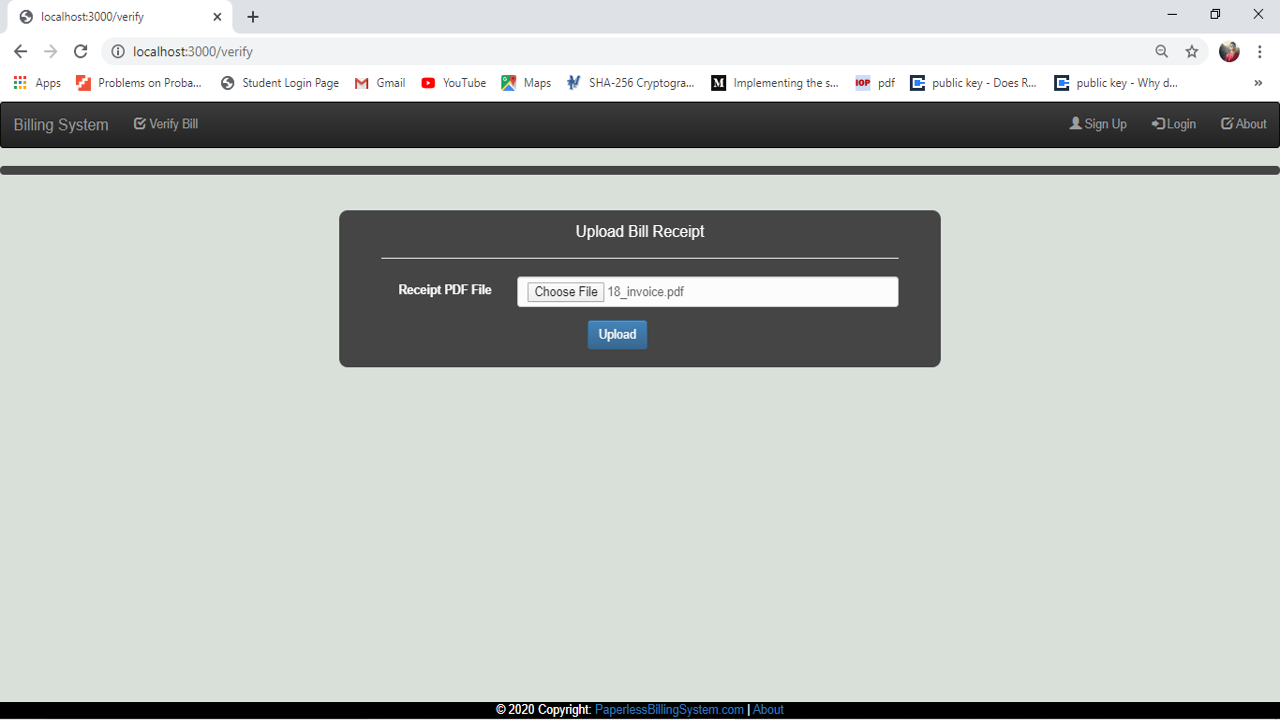 localhost:3000/verify
localhost:3000/verify
Apps Problems on Proba... Student Login Page Gmail YouTube Maps SHA-256 Cryptogra... M Implementing the s... IOP pdf public key - Does R... public key - Why d... »
Billing System Verify Bill Sign Up Login About
Upload Bill Receipt
Receipt PDF File Choose File 18_invoice.pdf
Upload
© 2020 Copyright: PaperlessBillingSystem.com | About